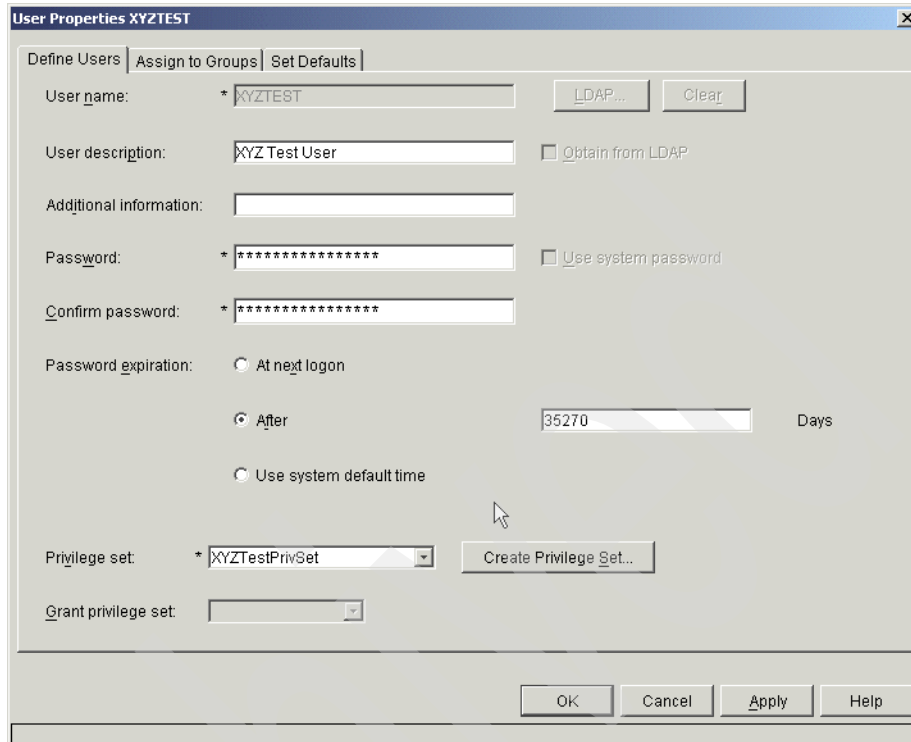 User Properties XYZTEST
Define Users Assign to Groups Set Defaults
User name: * XYZTEST LDAP... Clear
User description: XYZ Test User Obtain from LDAP
Additional information:
Password: * **************** Use system password
Confirm password: * ****************
Password expiration: At next logon
After 35270 Days
Use system default time
Privilege set: * XYZTestPrivSet Create Privilege Set...
Grant privilege set:
OK Cancel Apply Help